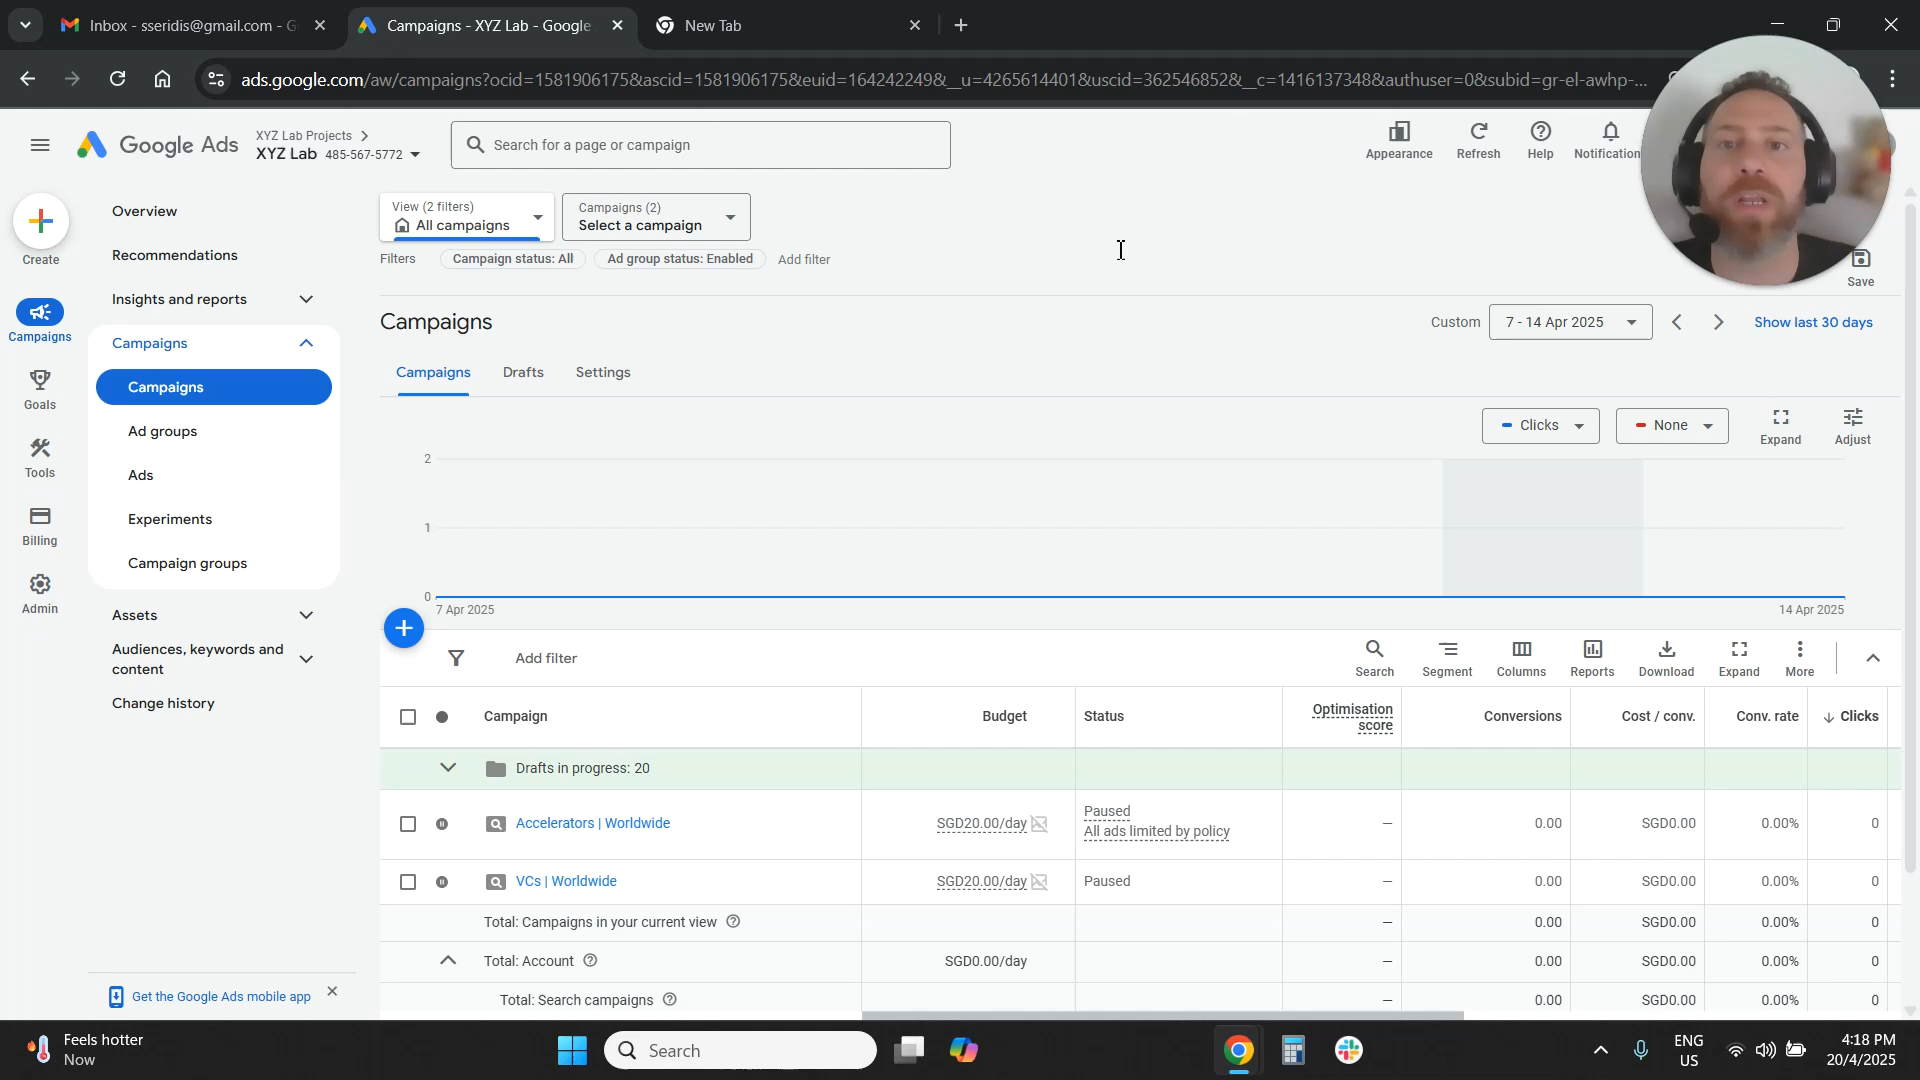 Inbox - sseridis@gmail.com - G
Campaigns - XYZ Lab - Google
New Tab
ads.google.com/aw/campaigns?ocid=1581906175&ascid=1581906175&euid=164242249&__u=4265614401&uscid=362546852&__c=1416137348&authuser=0&subid=gr-el-awhp-...
Google Ads
XYZ Lab Projects
XYZ Lab 485-567-5772
Search for a page or campaign
Appearance
Refresh
Help
Notification
Create
Campaigns
Goals
Tools
Billing
Admin
Overview
Recommendations
Insights and reports
Campaigns
Campaigns
Ad groups
Ads
Experiments
Campaign groups
Assets
Audiences, keywords and
content
Change history
Get the Google Ads mobile app
View (2 filters)
All campaigns
Campaigns (2)
Select a campaign
Filters
Campaign status: All
Ad group status: Enabled
Add filter
Save
Campaigns
Custom
7 - 14 Apr 2025
Show last 30 days
Campaigns
Drafts
Settings
Clicks
None
Expand
Adjust
2
1
0
7 Apr 2025
14 Apr 2025
Add filter
Search
Segment
Columns
Reports
Download
Expand
More
Campaign Budget Status Optimisation score Conversions Cost / conv. Conv. rate Clicks
Drafts in progress: 20
Accelerators | Worldwide SGD20.00/day Paused All ads limited by policy — 0.00 SGD0.00 0.00% 0
VCs | Worldwide SGD20.00/day Paused — 0.00 SGD0.00 0.00% 0
Total: Campaigns in your current view — 0.00 SGD0.00 0.00% 0
Total: Account SGD0.00/day — 0.00 SGD0.00 0.00% 0
Total: Search campaigns — 0.00 SGD0.00 0.00% 0
Feels hotter
Now
Search
ENG
US
4:18 PM
20/4/2025